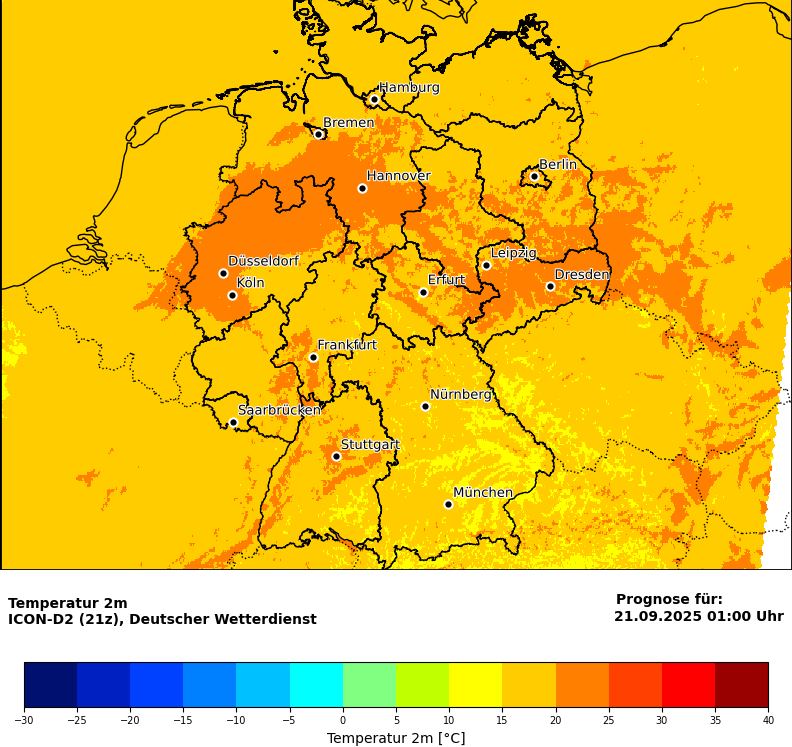 Hamburg
Bremen
Berlin
Hannover
Leipzig
Düsseldorf
Dresden
Köln
Erfurt
Frankfurt
Nürnberg
Saarbrücken
Stuttgart
München
Temperatur 2m
Prognose für:
ICON-D2 (21z), Deutscher Wetterdienst
21.09.2025 01:00 Uhr
−30 −25 −20 −15 −10 −5 0 5 10 15 20 25 30 35 40
Temperatur 2m [°C]